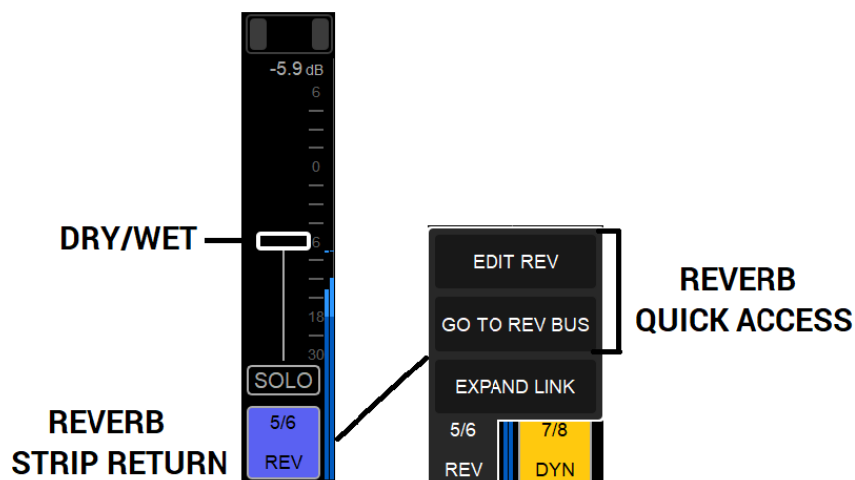 -5.9 dB
6
0
DRY/WET
6
18
30
SOLO
5/6
REV
REVERB
STRIP RETURN
EDIT REV
GO TO REV BUS
EXPAND LINK
5/6
REV
7/8
DYN
REVERB
QUICK ACCESS